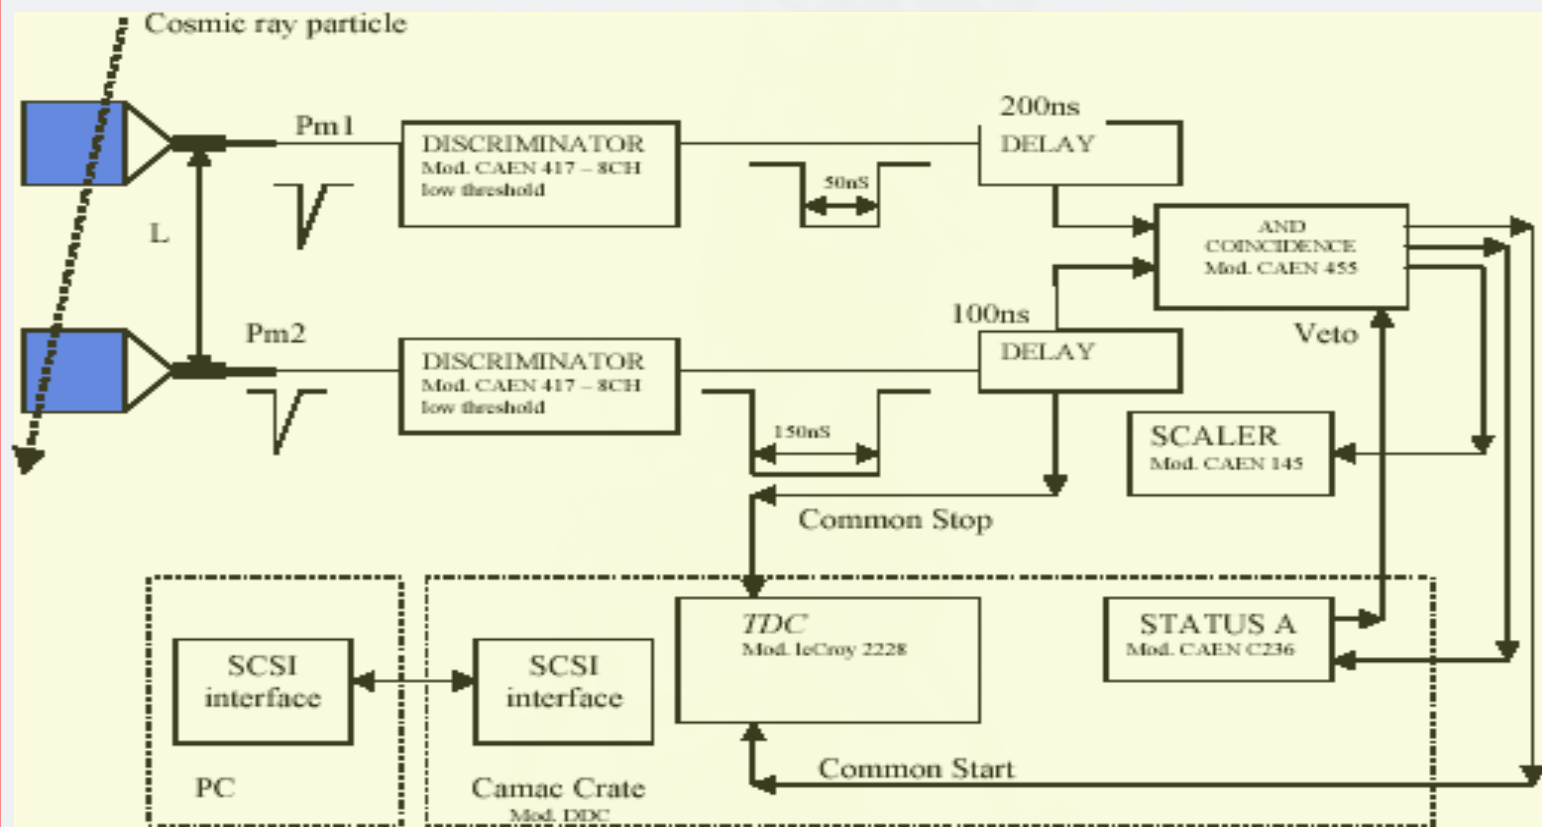 Cosmic ray particle
Pm1
DISCRIMINATOR
Mod. CAEN 417 – 8CH
low threshold
50nS
200ns
DELAY
AND
COINCIDENCE
Mod. CAEN 455
L
Pm2
DISCRIMINATOR
Mod. CAEN 417 – 8CH
low threshold
150nS
100ns
DELAY
Veto
SCALER
Mod. CAEN 145
Common Stop
TDC
Mod. leCroy 2228
STATUS A
Mod. CAEN C236
SCSI
interface
SCSI
interface
Common Start
PC
Camac Crate
Mod. DDC